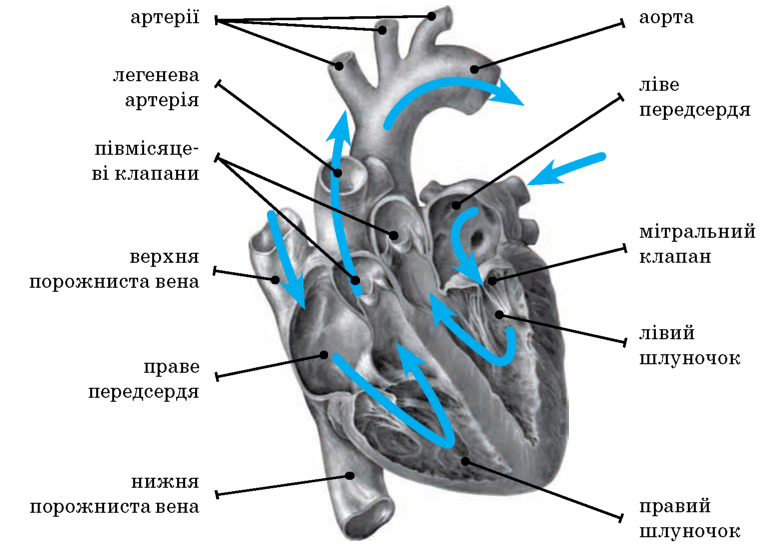 артерії
легенева
артерія
півмісяце-
ві клапани
верхня
порожниста вена
праве
передсердя
нижня
порожниста вена
аорта
ліве
передсердя
мітральний
клапан
лівий
шлуночок
правий
шлуночок